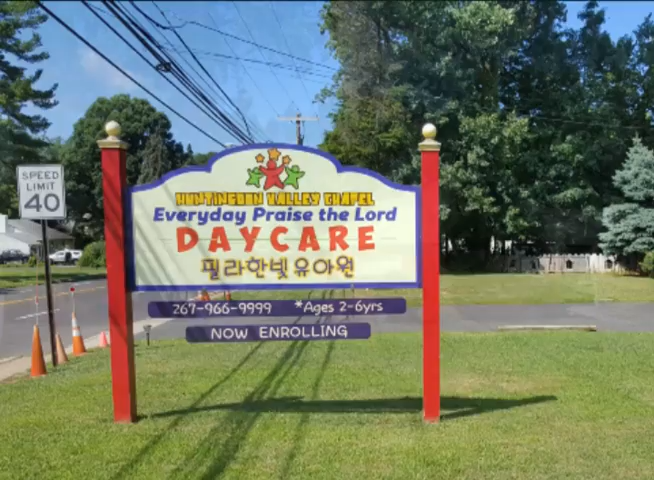 SPEED
LIMIT
40
HUNTINGDON VALLEY CHAPEL
Everyday Praise the Lord
DAYCARE
필라한빛유아원
267-966-9999 *Ages 2-6yrs
NOW ENROLLING